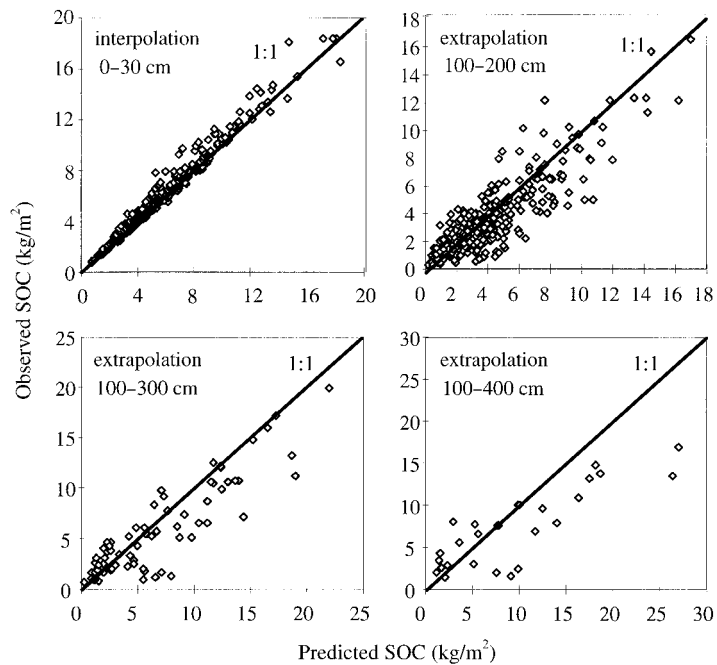 Observed SOC (kg/m²)
20
16
12
8
4
0
interpolation
0–30 cm
1:1
0 4 8 12 16 20
18
16
14
12
10
8
6
4
2
0
extrapolation
100–200 cm
1:1
0 2 4 6 8 10 12 14 16 18
25
20
15
10
5
0
extrapolation
100–300 cm
1:1
0 5 10 15 20 25
30
25
20
15
10
5
0
extrapolation
100–400 cm
1:1
0 5 10 15 20 25 30
Predicted SOC (kg/m²)